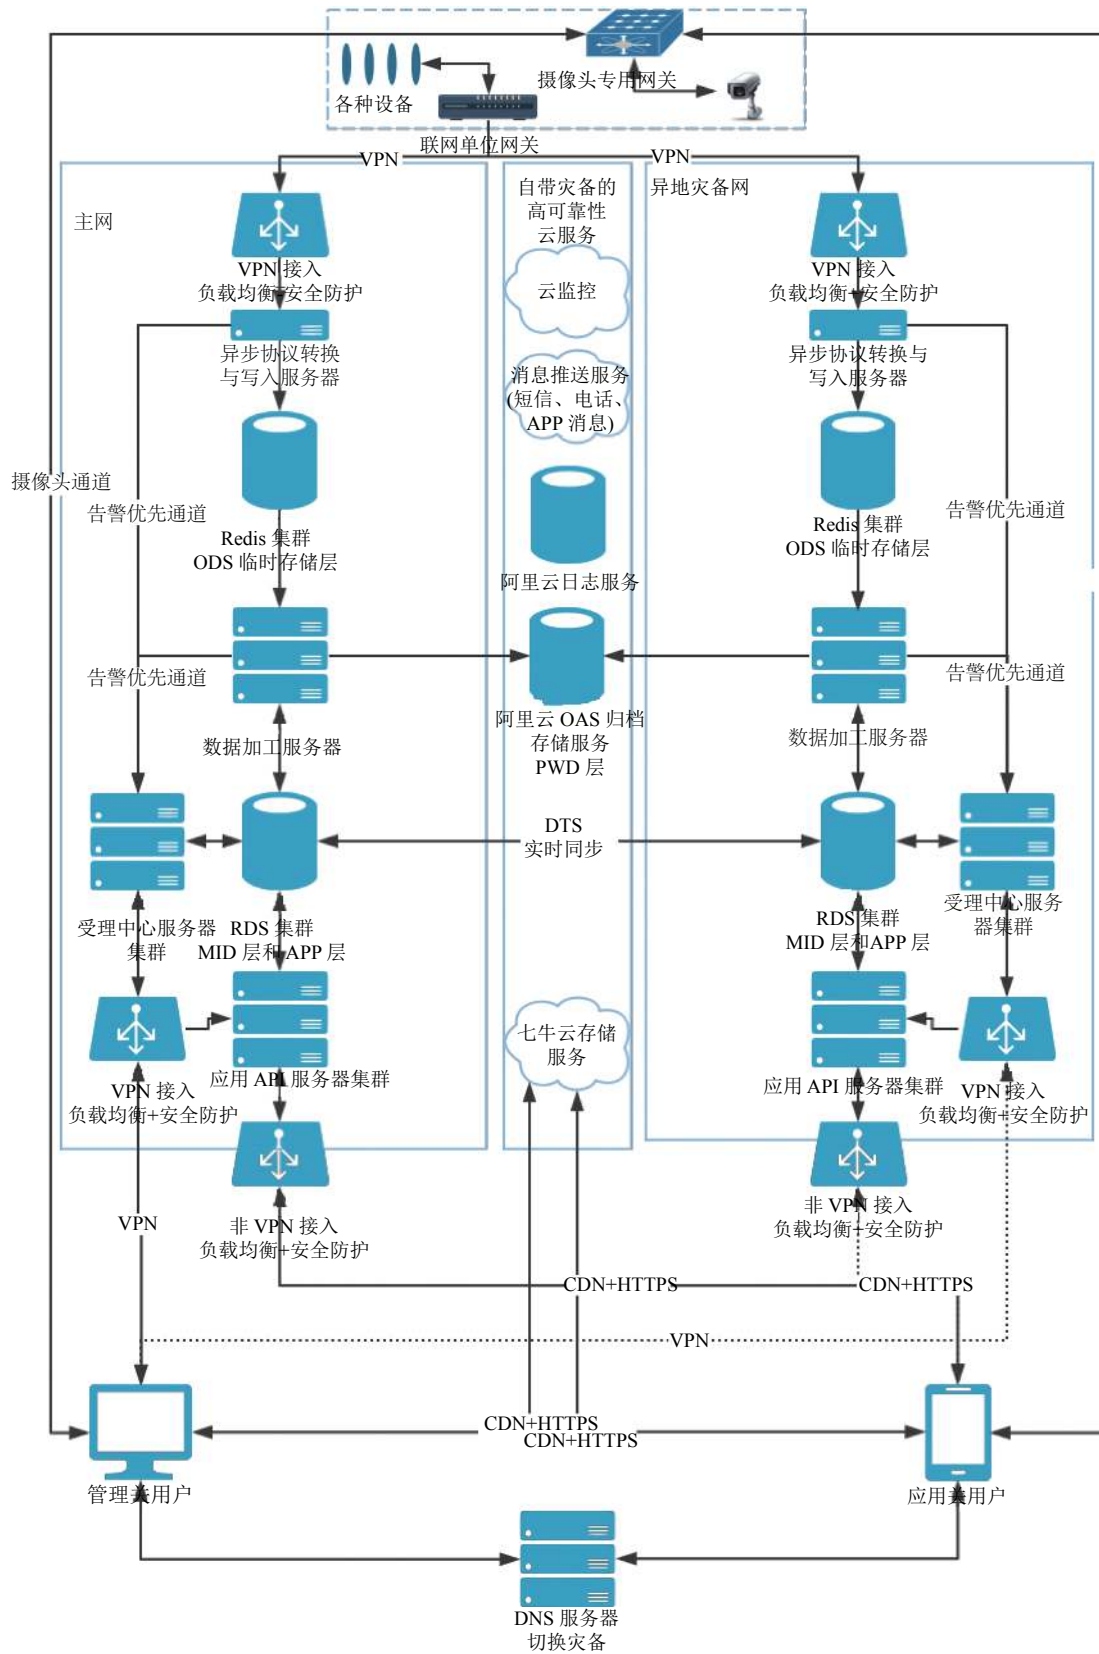 各种设备
摄像头专用网关
联网单位网关
VPN
VPN
主网
VPN 接入
负载均衡+安全防护
异步协议转换
与写入服务器
摄像头通道
告警优先通道
Redis 集群
ODS 临时存储层
告警优先通道
数据加工服务器
受理中心服务器
集群
RDS 集群
MID 层和 APP 层
VPN 接入
负载均衡+安全防护
应用 API 服务器集群
VPN
非 VPN 接入
负载均衡+安全防护
自带灾备的
高可靠性
云服务
云监控
消息推送服务
(短信、电话、
APP 消息)
阿里云日志服务
阿里云 OAS 归档
存储服务
PWD 层
DTS
实时同步
七牛云存储
服务
异地灾备网
VPN 接入
负载均衡+安全防护
异步协议转换与
写入服务器
告警优先通道
Redis 集群
ODS 临时存储层
告警优先通道
数据加工服务器
受理中心服务
器集群
RDS 集群
MID 层和APP 层
应用 API 服务器集群
VPN 接入
负载均衡+安全防护
非 VPN 接入
负载均衡+安全防护
CDN+HTTPS
CDN+HTTPS
VPN
CDN+HTTPS
CDN+HTTPS
管理类用户
应用类用户
DNS 服务器
切换灾备